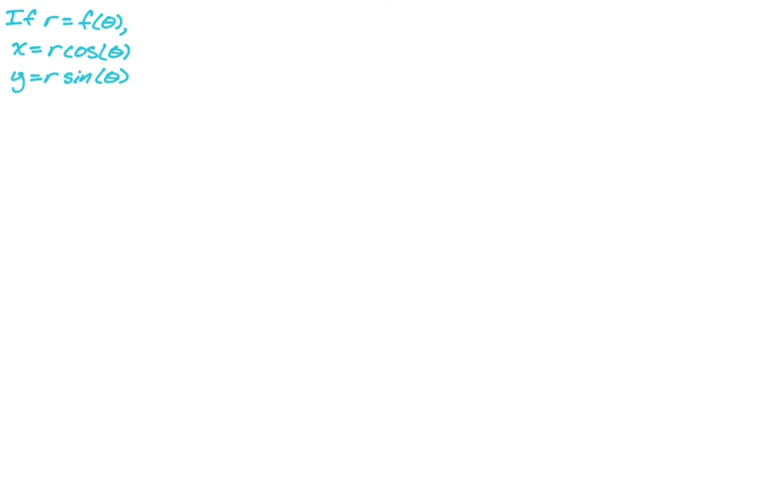 If r = f(θ),
x = r cos(θ)
y = r sin(θ)